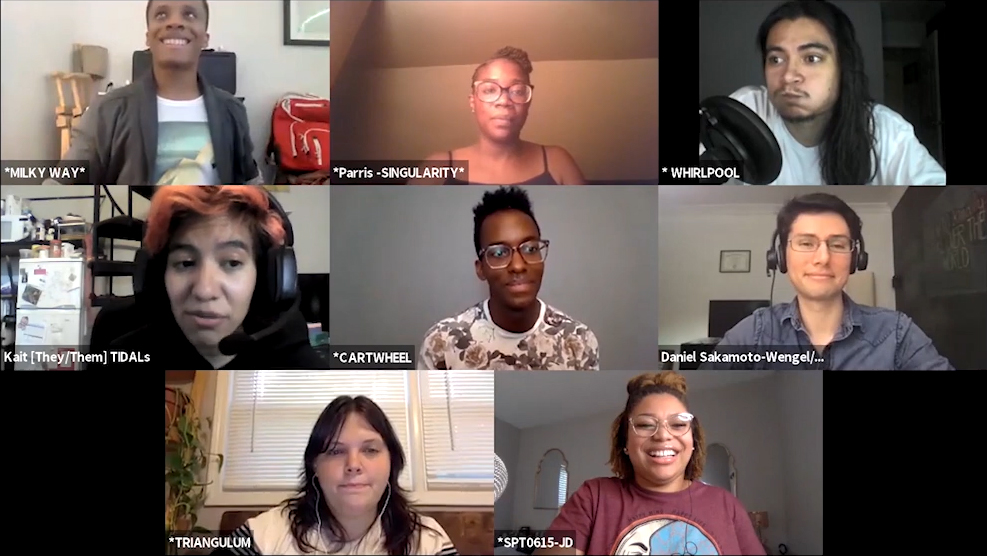 *MILKY WAY*
*Parris -SINGULARITY*
* WHIRLPOOL
Kait [They/Them] TIDALs
*CARTWHEEL
Daniel Sakamoto-Wengel/...
*TRIANGULUM
*SPT0615-JD